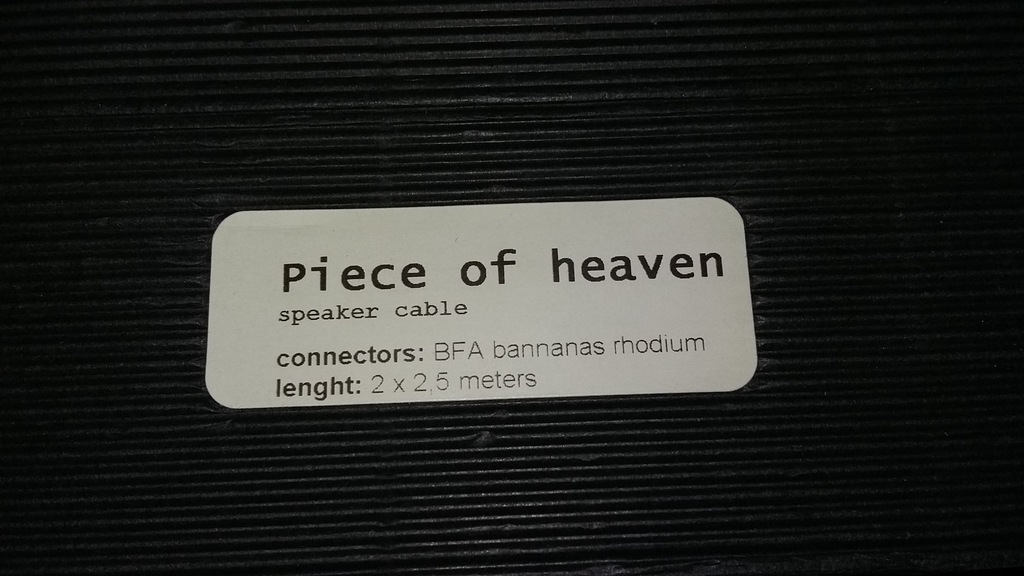 Piece of heaven
speaker cable
connectors: BFA bannanas rhodium
lenght: 2 x 2,5 meters